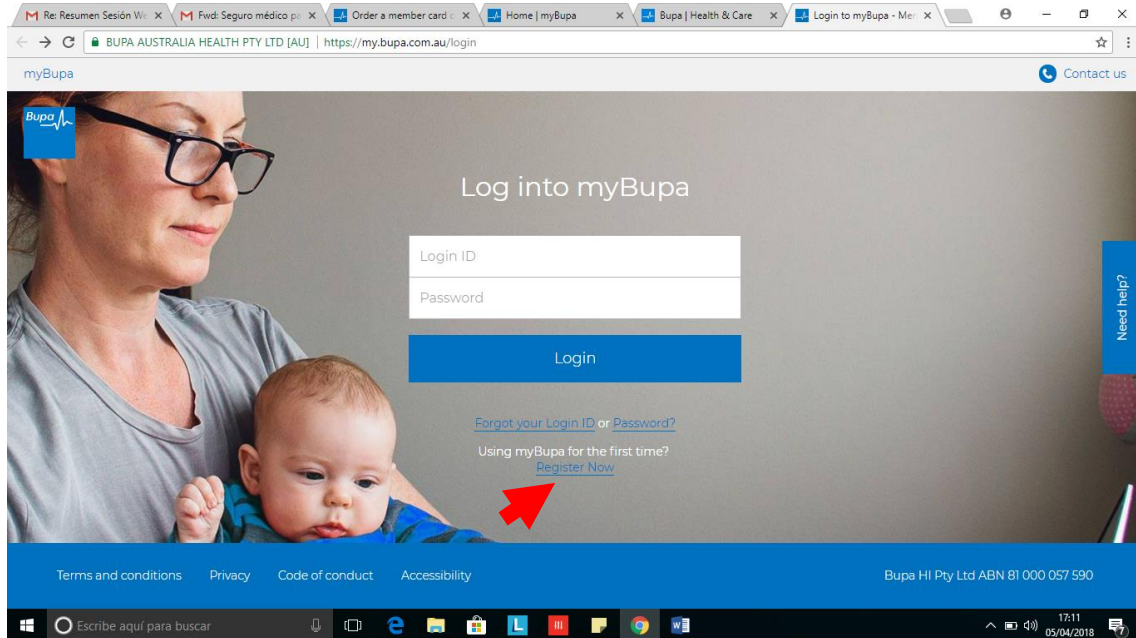 Re: Resumen Sesión We
Fwd: Seguro médico pa
Order a member card o
Home | myBupa
Bupa | Health & Care
Login to myBupa - Mem
BUPA AUSTRALIA HEALTH PTY LTD [AU] | https://my.bupa.com.au/login
myBupa
Contact us
Bupa
Log into myBupa
Login ID
Password
Login
Need help?
Forgot your Login ID or Password?
Using myBupa for the first time?
Register Now
Terms and conditions Privacy Code of conduct Accessibility Bupa HI Pty Ltd ABN 81 000 057 590
Escribe aquí para buscar
17:11
05/04/2018
7